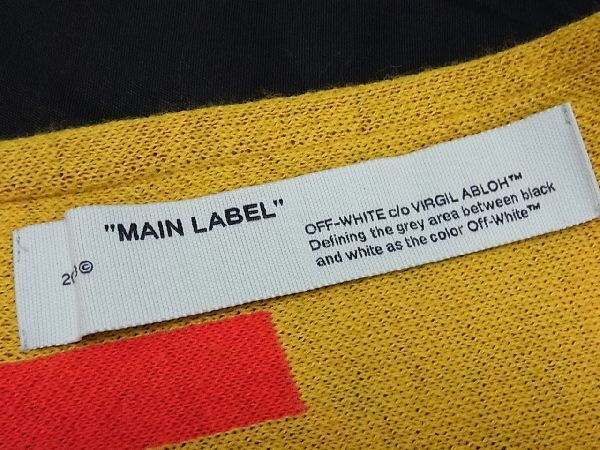 "MAIN LABEL"
OFF-WHITE c/o VIRGIL ABLOH™
Defining the grey area between black
and white as the color Off-White™
©